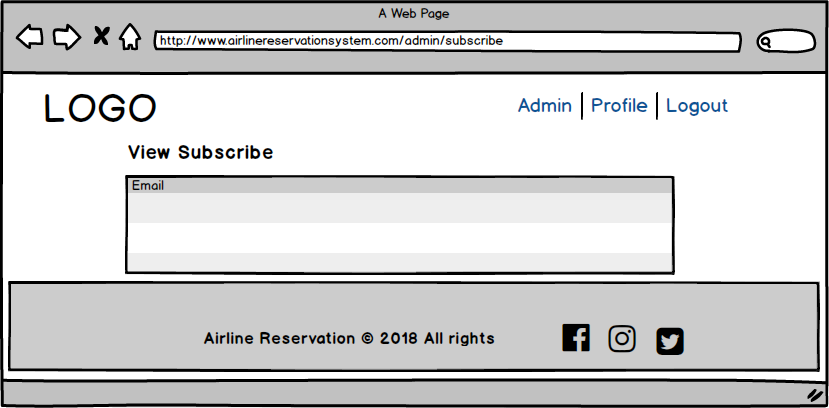 A Web Page
http://www.airlinereservationsystem.com/admin/subscribe
LOGO
Admin | Profile | Logout
View Subscribe
Email
Airline Reservation © 2018 All rights